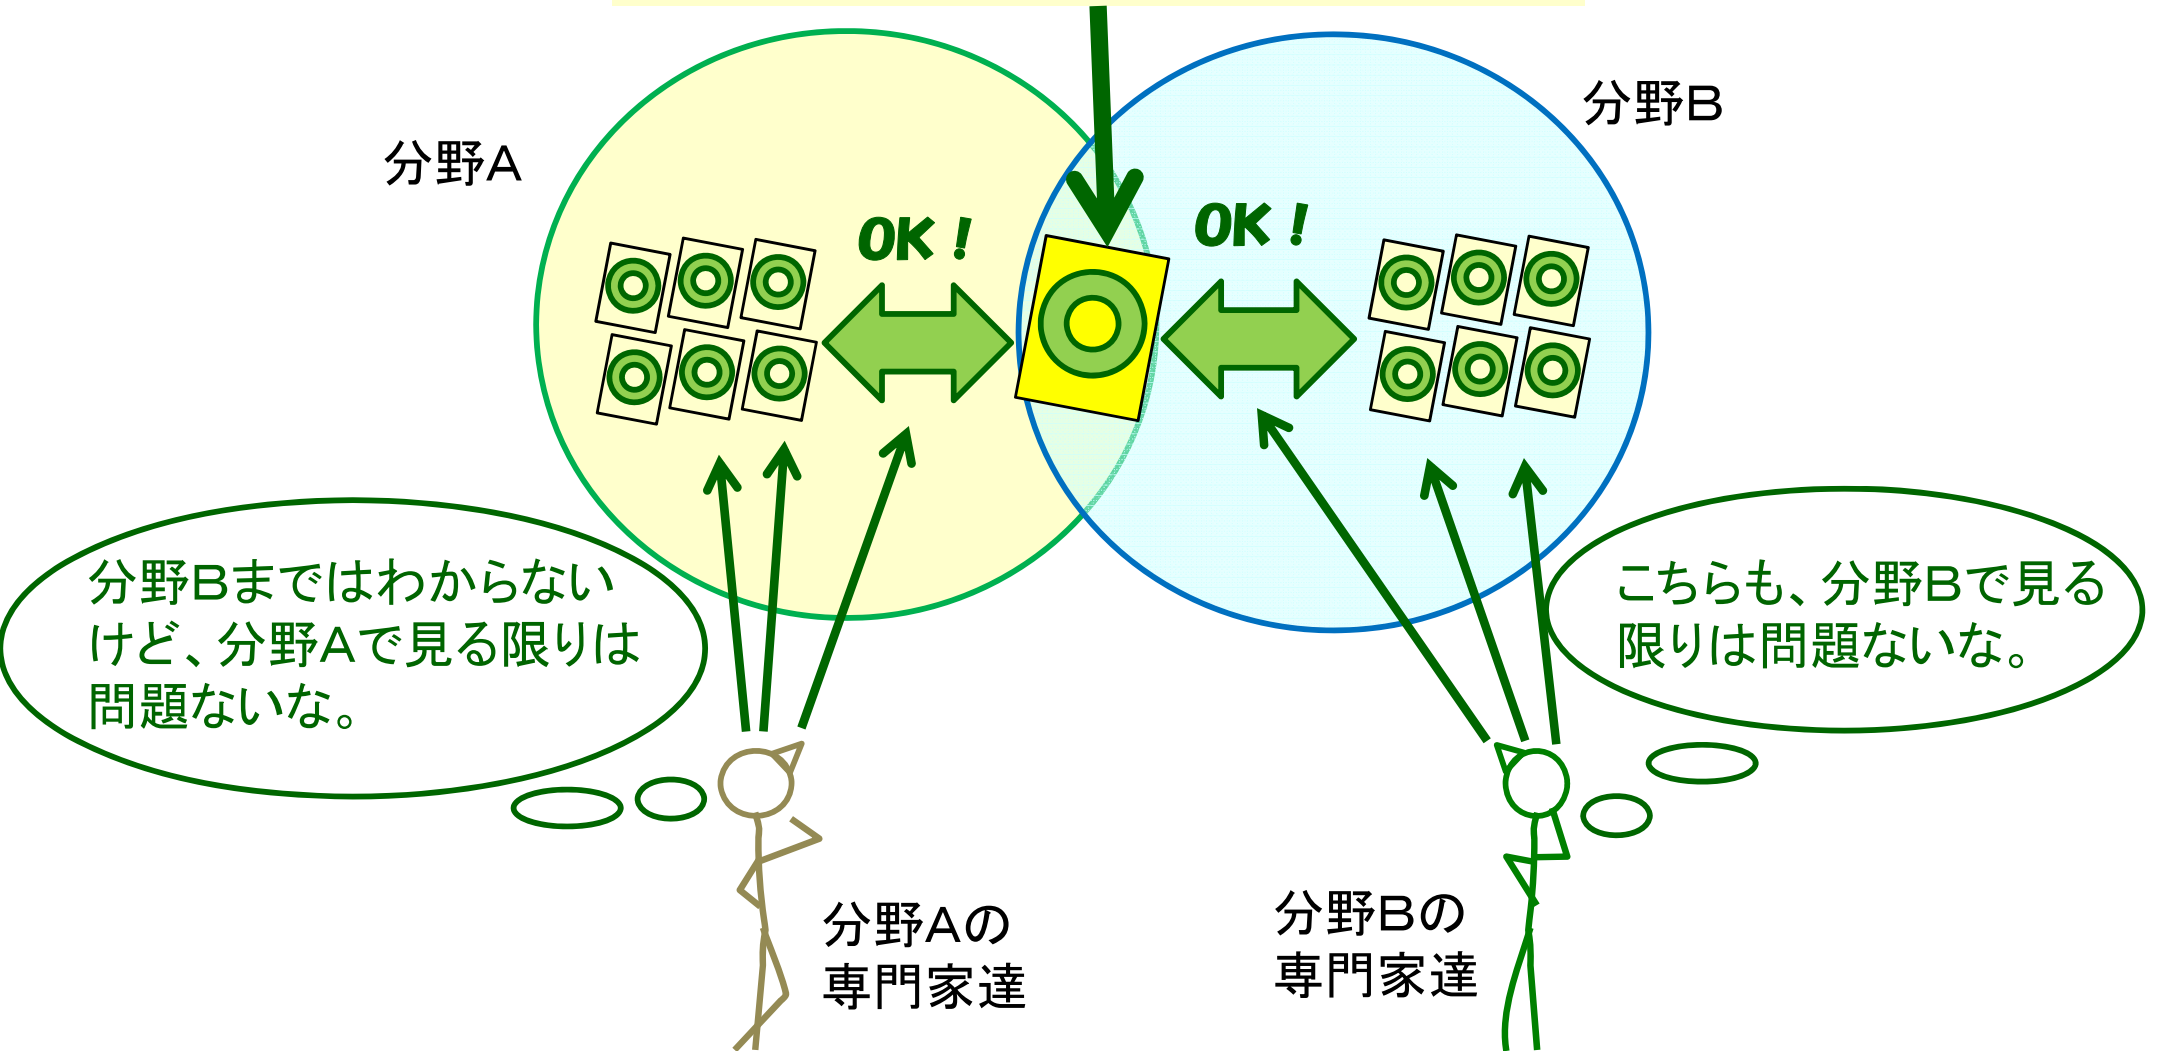 分野B
分野A
OK！
OK！
分野Bまではわからない
けど、分野Aで見る限りは
問題ないな。
こちらも、分野Bで見る
限りは問題ないな。
分野Aの
専門家達
分野Bの
専門家達